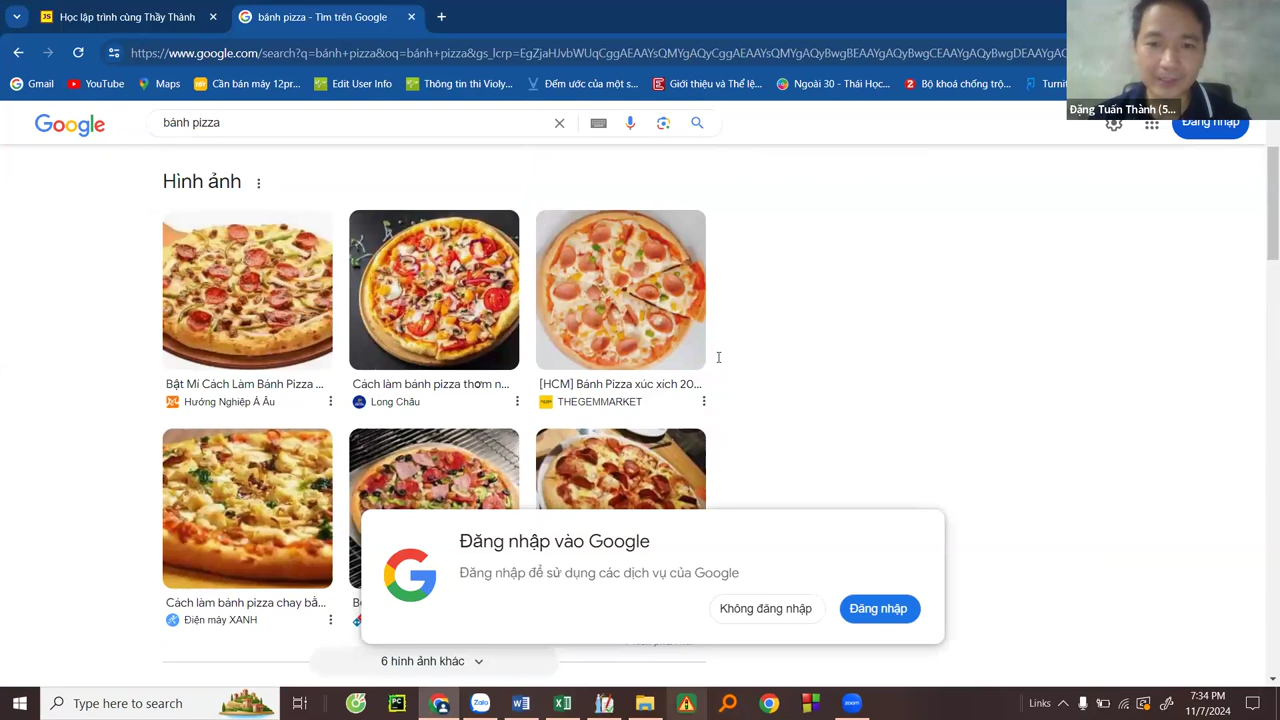 Học lập trình cùng Thầy Thành
bánh pizza - Tìm trên Google
https://www.google.com/search?q=bánh+pizza&oq=bánh+pizza&gs_lcrp=EgZjaHJvbWUqCggAEAAYsQMYgAQyCggAEAAYsQMYgAQyBwgBEAAYgAQyBwgCEAAYgAQyBwgDEAAYGAQ
Gmail YouTube Maps Cần bán máy 12pr... Edit User Info Thông tin thi Violy... Đếm ước của một s... Giới thiệu và Thể lệ... Ngoài 30 - Thái Học... Bộ khoá chống trộ... Turnit
Đặng Tuấn Thành (5...
Google bánh pizza Đăng nhập
Hình ảnh
Bật Mí Cách Làm Bánh Pizza ... Cách làm bánh pizza thơm n... [HCM] Bánh Pizza xúc xích 20...
Hướng Nghiệp Á Âu Long Châu THEGEMMARKET
Đăng nhập vào Google
Đăng nhập để sử dụng các dịch vụ của Google
Không đăng nhập Đăng nhập
Cách làm bánh pizza chay bằ...
Điện máy XANH
6 hình ảnh khác
Type here to search
Links 7:34 PM
11/7/2024